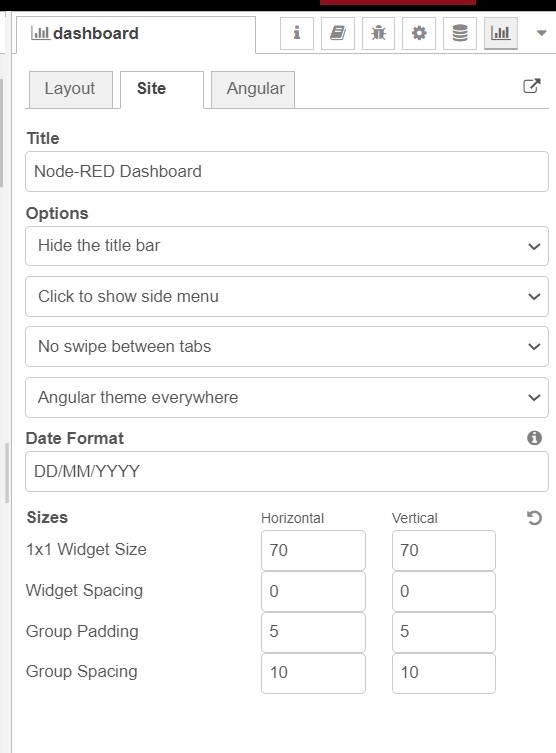 dashboard
Layout Site Angular
Title
Node-RED Dashboard
Options
Hide the title bar
Click to show side menu
No swipe between tabs
Angular theme everywhere
Date Format
DD/MM/YYYY
Sizes Horizontal Vertical
1x1 Widget Size 70 70
Widget Spacing 0 0
Group Padding 5 5
Group Spacing 10 10